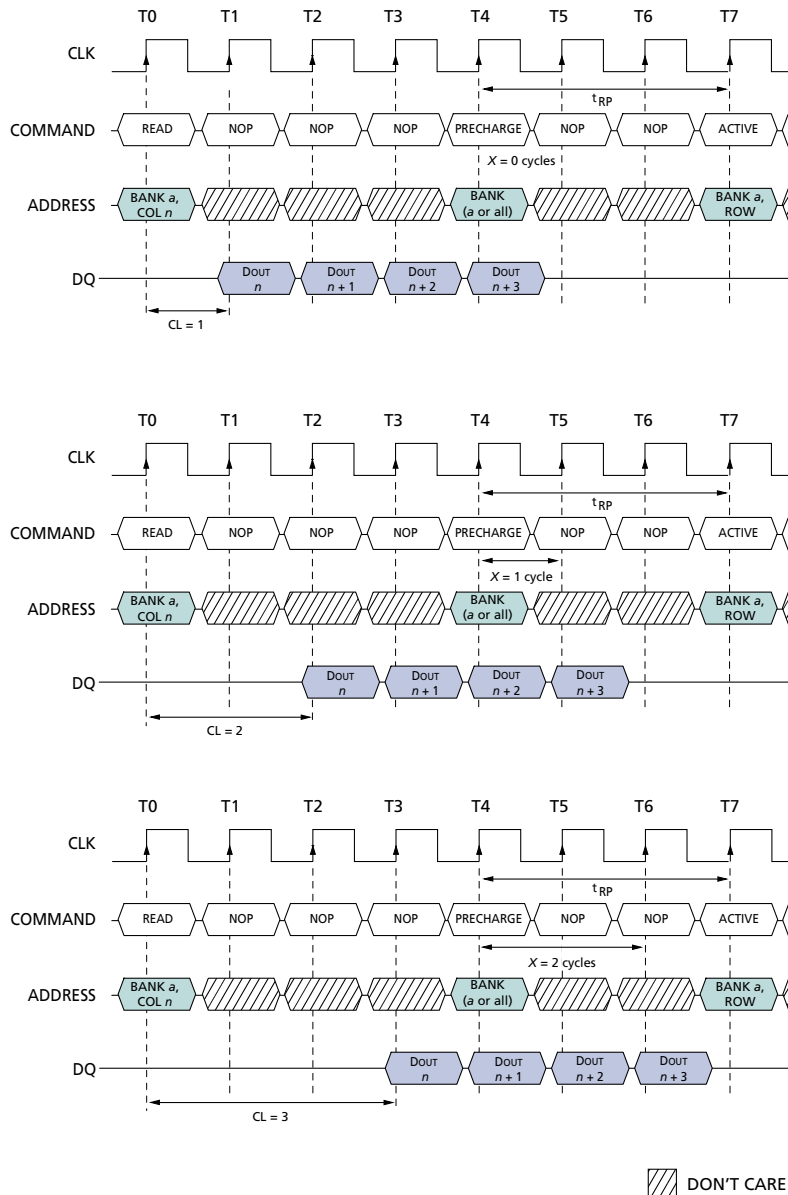 T0 T1 T2 T3 T4 T5 T6 T7
CLK
tRP
COMMAND READ NOP NOP NOP PRECHARGE NOP NOP ACTIVE
X = 0 cycles
ADDRESS BANK a, COL n BANK (a or all) BANK a, ROW
DQ DOUT n DOUT n + 1 DOUT n + 2 DOUT n + 3
CL = 1
T0 T1 T2 T3 T4 T5 T6 T7
CLK
tRP
COMMAND READ NOP NOP NOP PRECHARGE NOP NOP ACTIVE
X = 1 cycle
ADDRESS BANK a, COL n BANK (a or all) BANK a, ROW
DQ DOUT n DOUT n + 1 DOUT n + 2 DOUT n + 3
CL = 2
T0 T1 T2 T3 T4 T5 T6 T7
CLK
tRP
COMMAND READ NOP NOP NOP PRECHARGE NOP NOP ACTIVE
X = 2 cycles
ADDRESS BANK a, COL n BANK (a or all) BANK a, ROW
DQ DOUT n DOUT n + 1 DOUT n + 2 DOUT n + 3
CL = 3
DON'T CARE